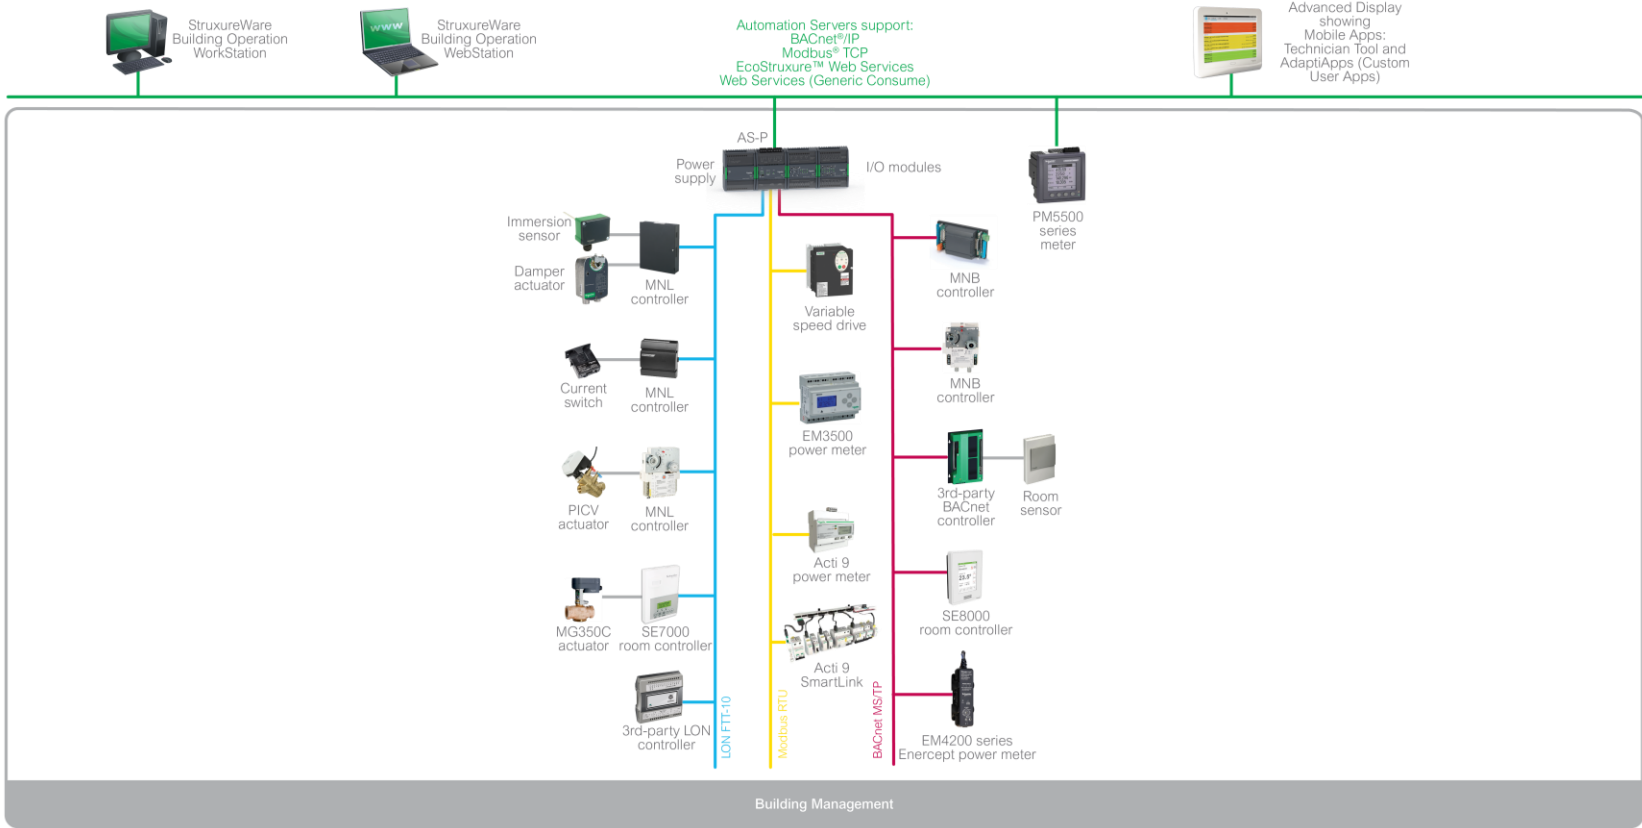 StruxureWare
Building Operation
WorkStation
StruxureWare
Building Operation
WebStation
Automation Servers support:
BACnet®/IP
Modbus® TCP
EcoStruxure™ Web Services
Web Services (Generic Consume)
Advanced Display
showing
Mobile Apps:
Technician Tool and
AdaptiApps (Custom
User Apps)
www
AS-P
Power
supply
I/O modules
PM5500
series
meter
Immersion
sensor
Damper
actuator
MNL
controller
Variable
speed drive
MNB
controller
Current
switch
MNL
controller
EM3500
power meter
MNB
controller
PICV
actuator
MNL
controller
3rd-party
BACnet
controller
Room
sensor
Acti 9
power meter
MG350C
actuator
SE7000
room controller
SE8000
room controller
Acti 9
SmartLink
3rd-party LON
controller
EM4200 series
Enercept power meter
LON FTT-10
Modbus RTU
BACnet MS/TP
Building Management